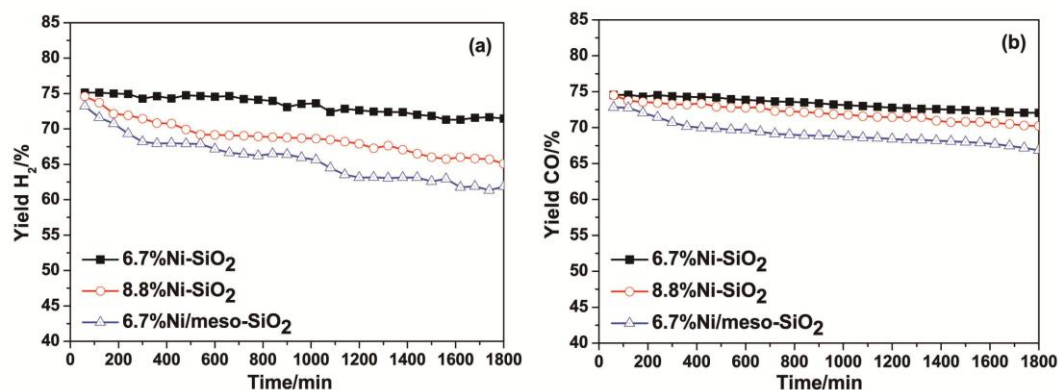 (a)
Yield H2/%
85
80
75
70
65
60
55
50
45
40
6.7%Ni-SiO2
8.8%Ni-SiO2
6.7%Ni/meso-SiO2
0 200 400 600 800 1000 1200 1400 1600 1800
Time/min
(b)
Yield CO/%
85
80
75
70
65
60
55
50
45
40
6.7%Ni-SiO2
8.8%Ni-SiO2
6.7%Ni/meso-SiO2
0 200 400 600 800 1000 1200 1400 1600 1800
Time/min